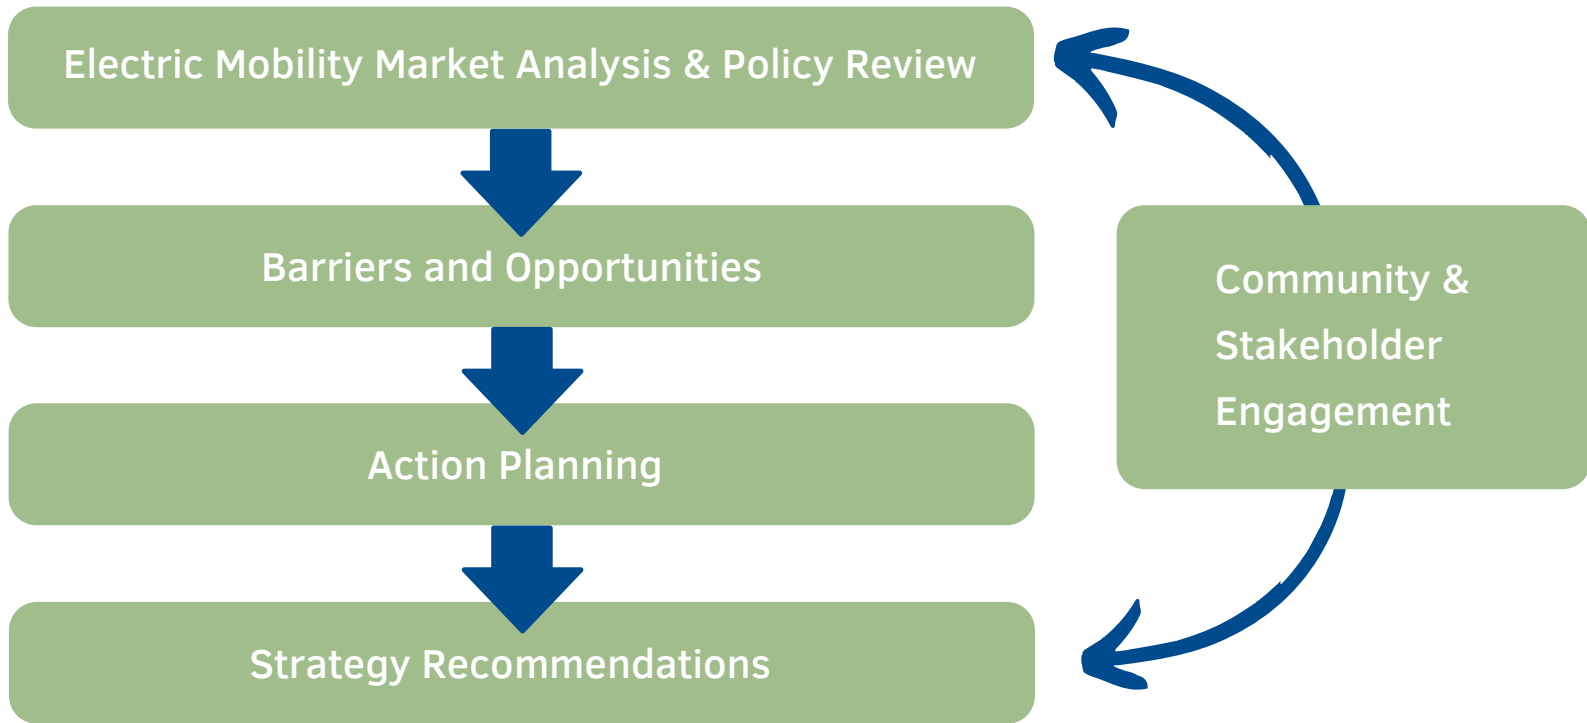 Electric Mobility Market Analysis & Policy Review
Barriers and Opportunities
Action Planning
Strategy Recommendations
Community &
Stakeholder
Engagement